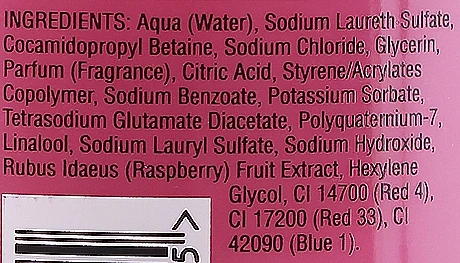 INGREDIENTS: Aqua (Water), Sodium Laureth Sulfate,
Cocamidopropyl Betaine, Sodium Chloride, Glycerin,
Parfum (Fragrance), Citric Acid, Styrene/Acrylates
Copolymer, Sodium Benzoate, Potassium Sorbate,
Tetrasodium Glutamate Diacetate, Polyquaternium-7,
Linalool, Sodium Lauryl Sulfate, Sodium Hydroxide,
Rubus Idaeus (Raspberry) Fruit Extract, Hexylene
Glycol, CI 14700 (Red 4),
CI 17200 (Red 33), CI
42090 (Blue 1).
5 >